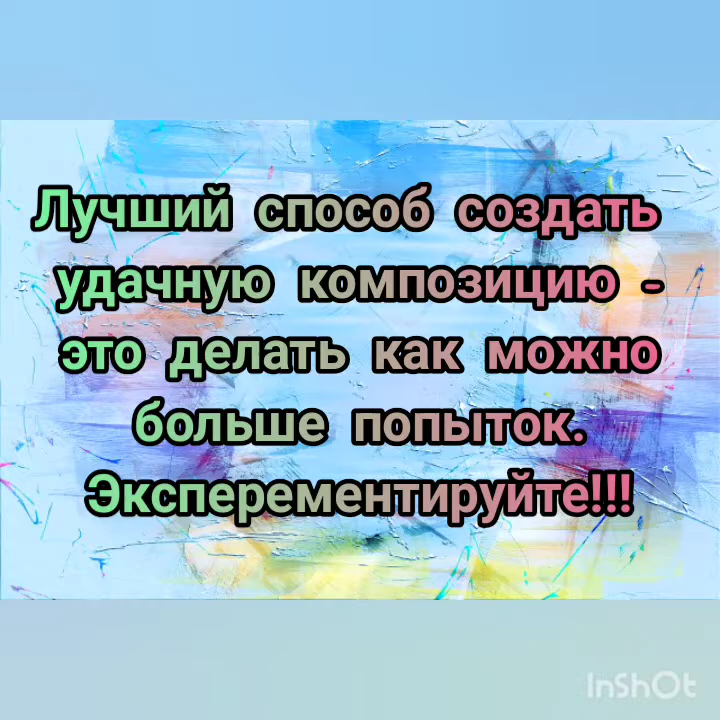 Лучший способ создать
удачную композицию -
это делать как можно
больше попыток.
Эксперементируйте!!!
InShOt